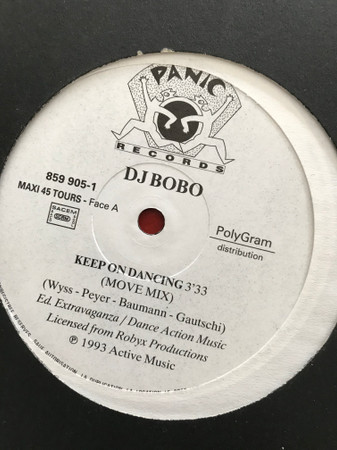 PANIC
RECORDS
859 905-1
MAXI 45 TOURS - Face A
SACEM
DJ BOBO
PolyGram
distribution
KEEP ON DANCING 3'33
(MOVE MIX)
(Wyss - Peyer - Baumann - Gautschi)
Ed. Extravaganza / Dance Action Music
Licensed from Robyx Productions
℗ 1993 Active Music